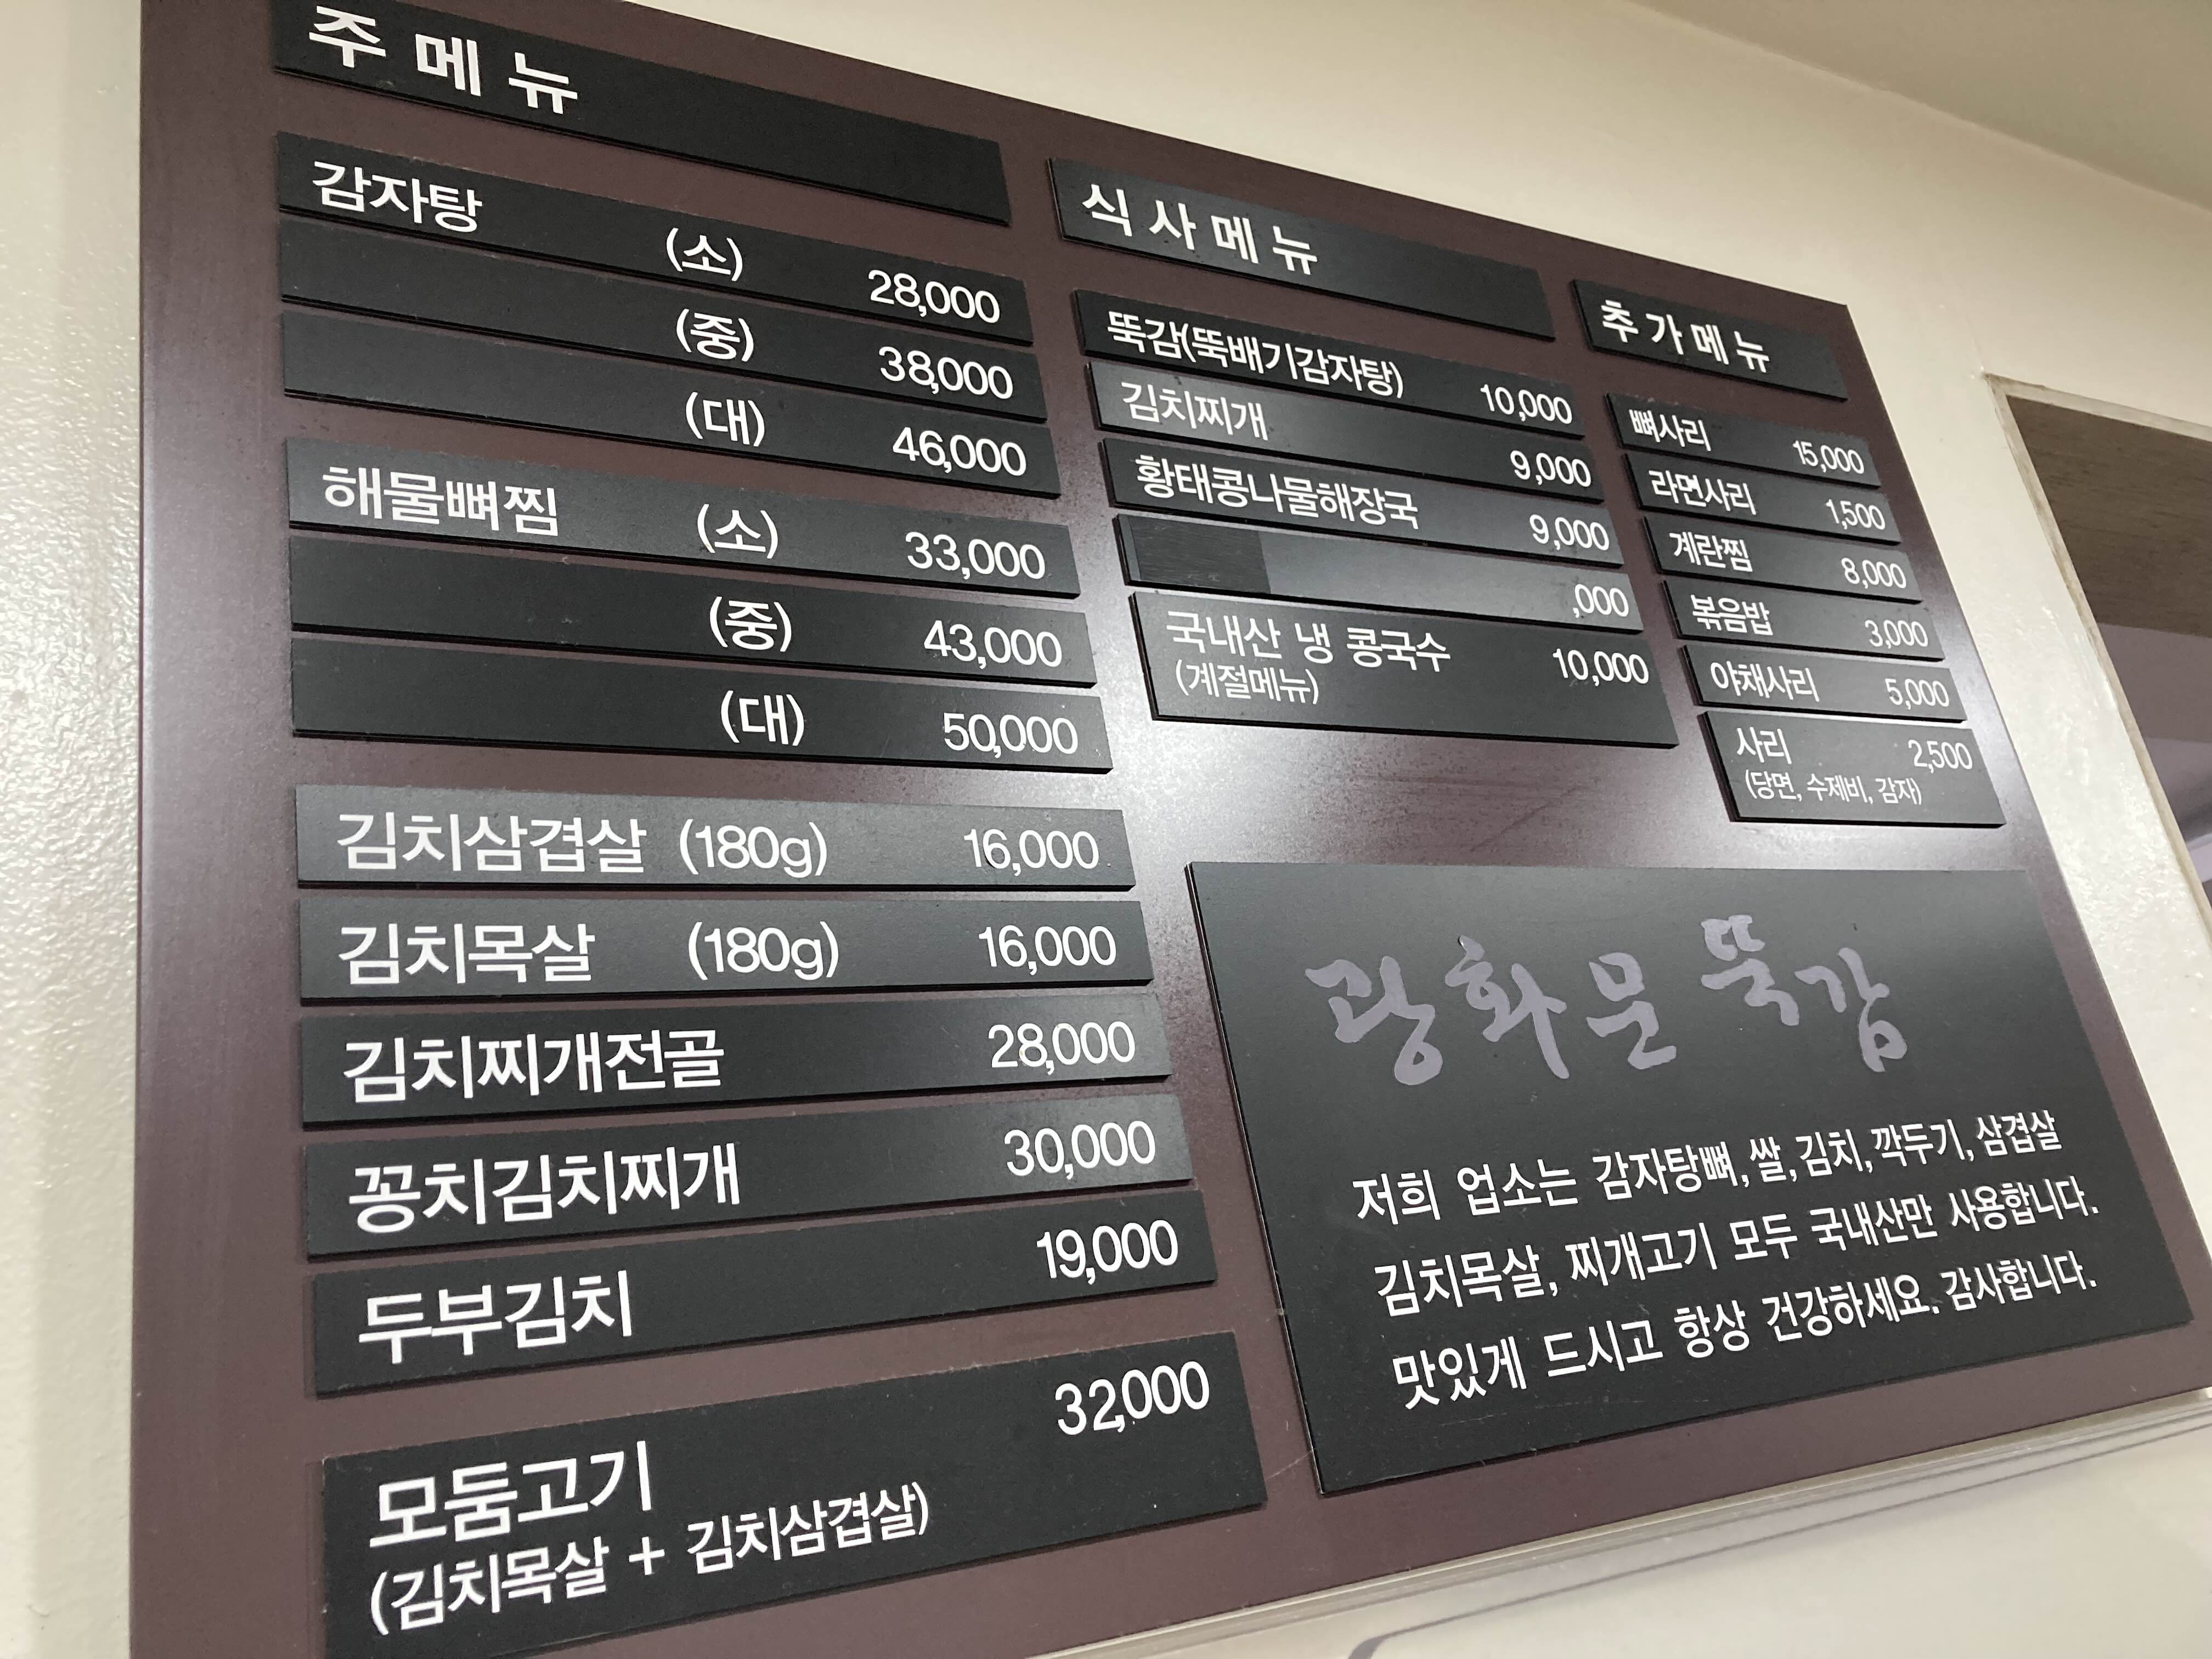 주메뉴
감자탕 (소) 28,000
(중) 38,000
(대) 46,000
해물뼈찜 (소) 33,000
(중) 43,000
(대) 50,000
김치삼겹살 (180g) 16,000
김치목살 (180g) 16,000
김치찌개전골 28,000
꽁치김치찌개 30,000
두부김치 19,000
모둠고기 32,000
(김치목살 + 김치삼겹살)
식사메뉴
뚝감(뚝배기감자탕) 10,000
김치찌개 9,000
황태콩나물해장국 9,000
,000
국내산 냉 콩국수 10,000
(계절메뉴)
추가메뉴
뼈사리 15,000
라면사리 1,500
계란찜 8,000
볶음밥 3,000
야채사리 5,000
사리 2,500
(당면, 수제비, 감자)
광화문 뚝감
저희 업소는 감자탕뼈, 쌀, 김치, 깍두기, 삼겹살
김치목살, 찌개고기 모두 국내산만 사용합니다.
맛있게 드시고 항상 건강하세요. 감사합니다.